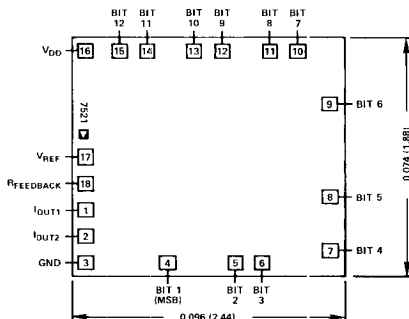 BIT 12
BIT 11
BIT 10
BIT 9
BIT 8
BIT 7
VDD
16
15
14
13
12
11
10
7521
9
BIT 6
VREF
17
RFEEDBACK
18
IOUT1
1
8
BIT 5
IOUT2
2
7
BIT 4
GND
3
4
5
6
BIT 1 (MSB)
BIT 2
BIT 3
0.074 (1.88)
0.096 (2.44)